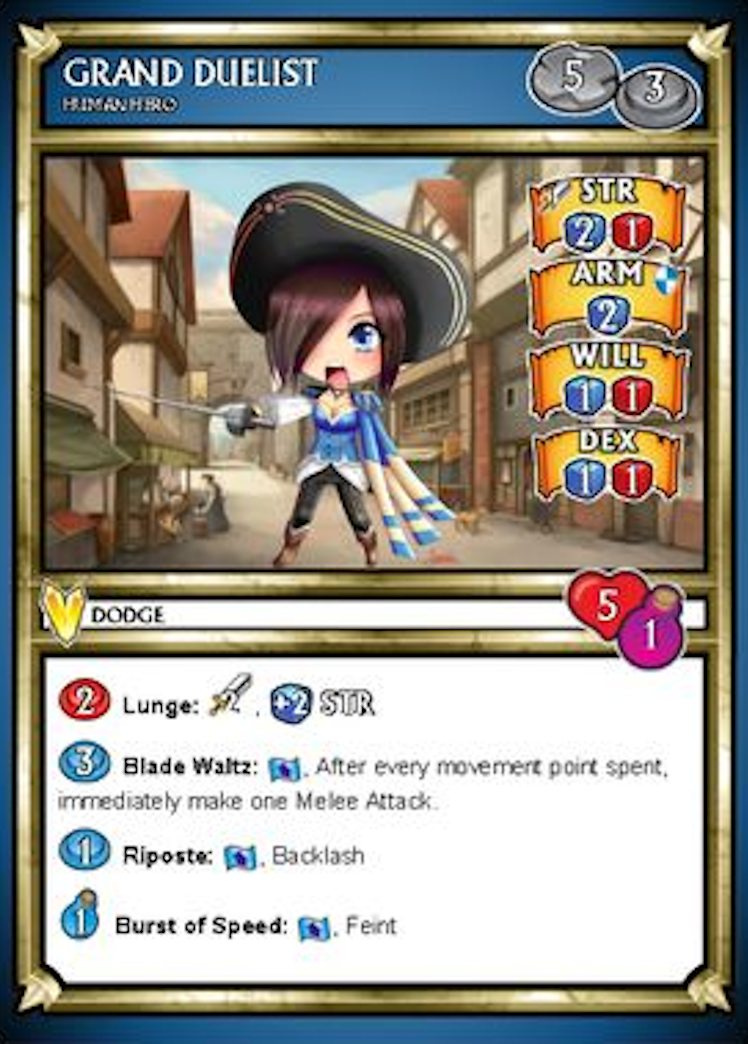 GRAND DUELIST
HUMAN HERO
5 3
STR
2 1
ARM
2
WILL
1 1
DEX
1 1
DODGE
5
1
2 Lunge: , +2 STR
3 Blade Waltz: , After every movement point spent,
immediately make one Melee Attack.
1 Riposte: , Backlash
1 Burst of Speed: , Feint